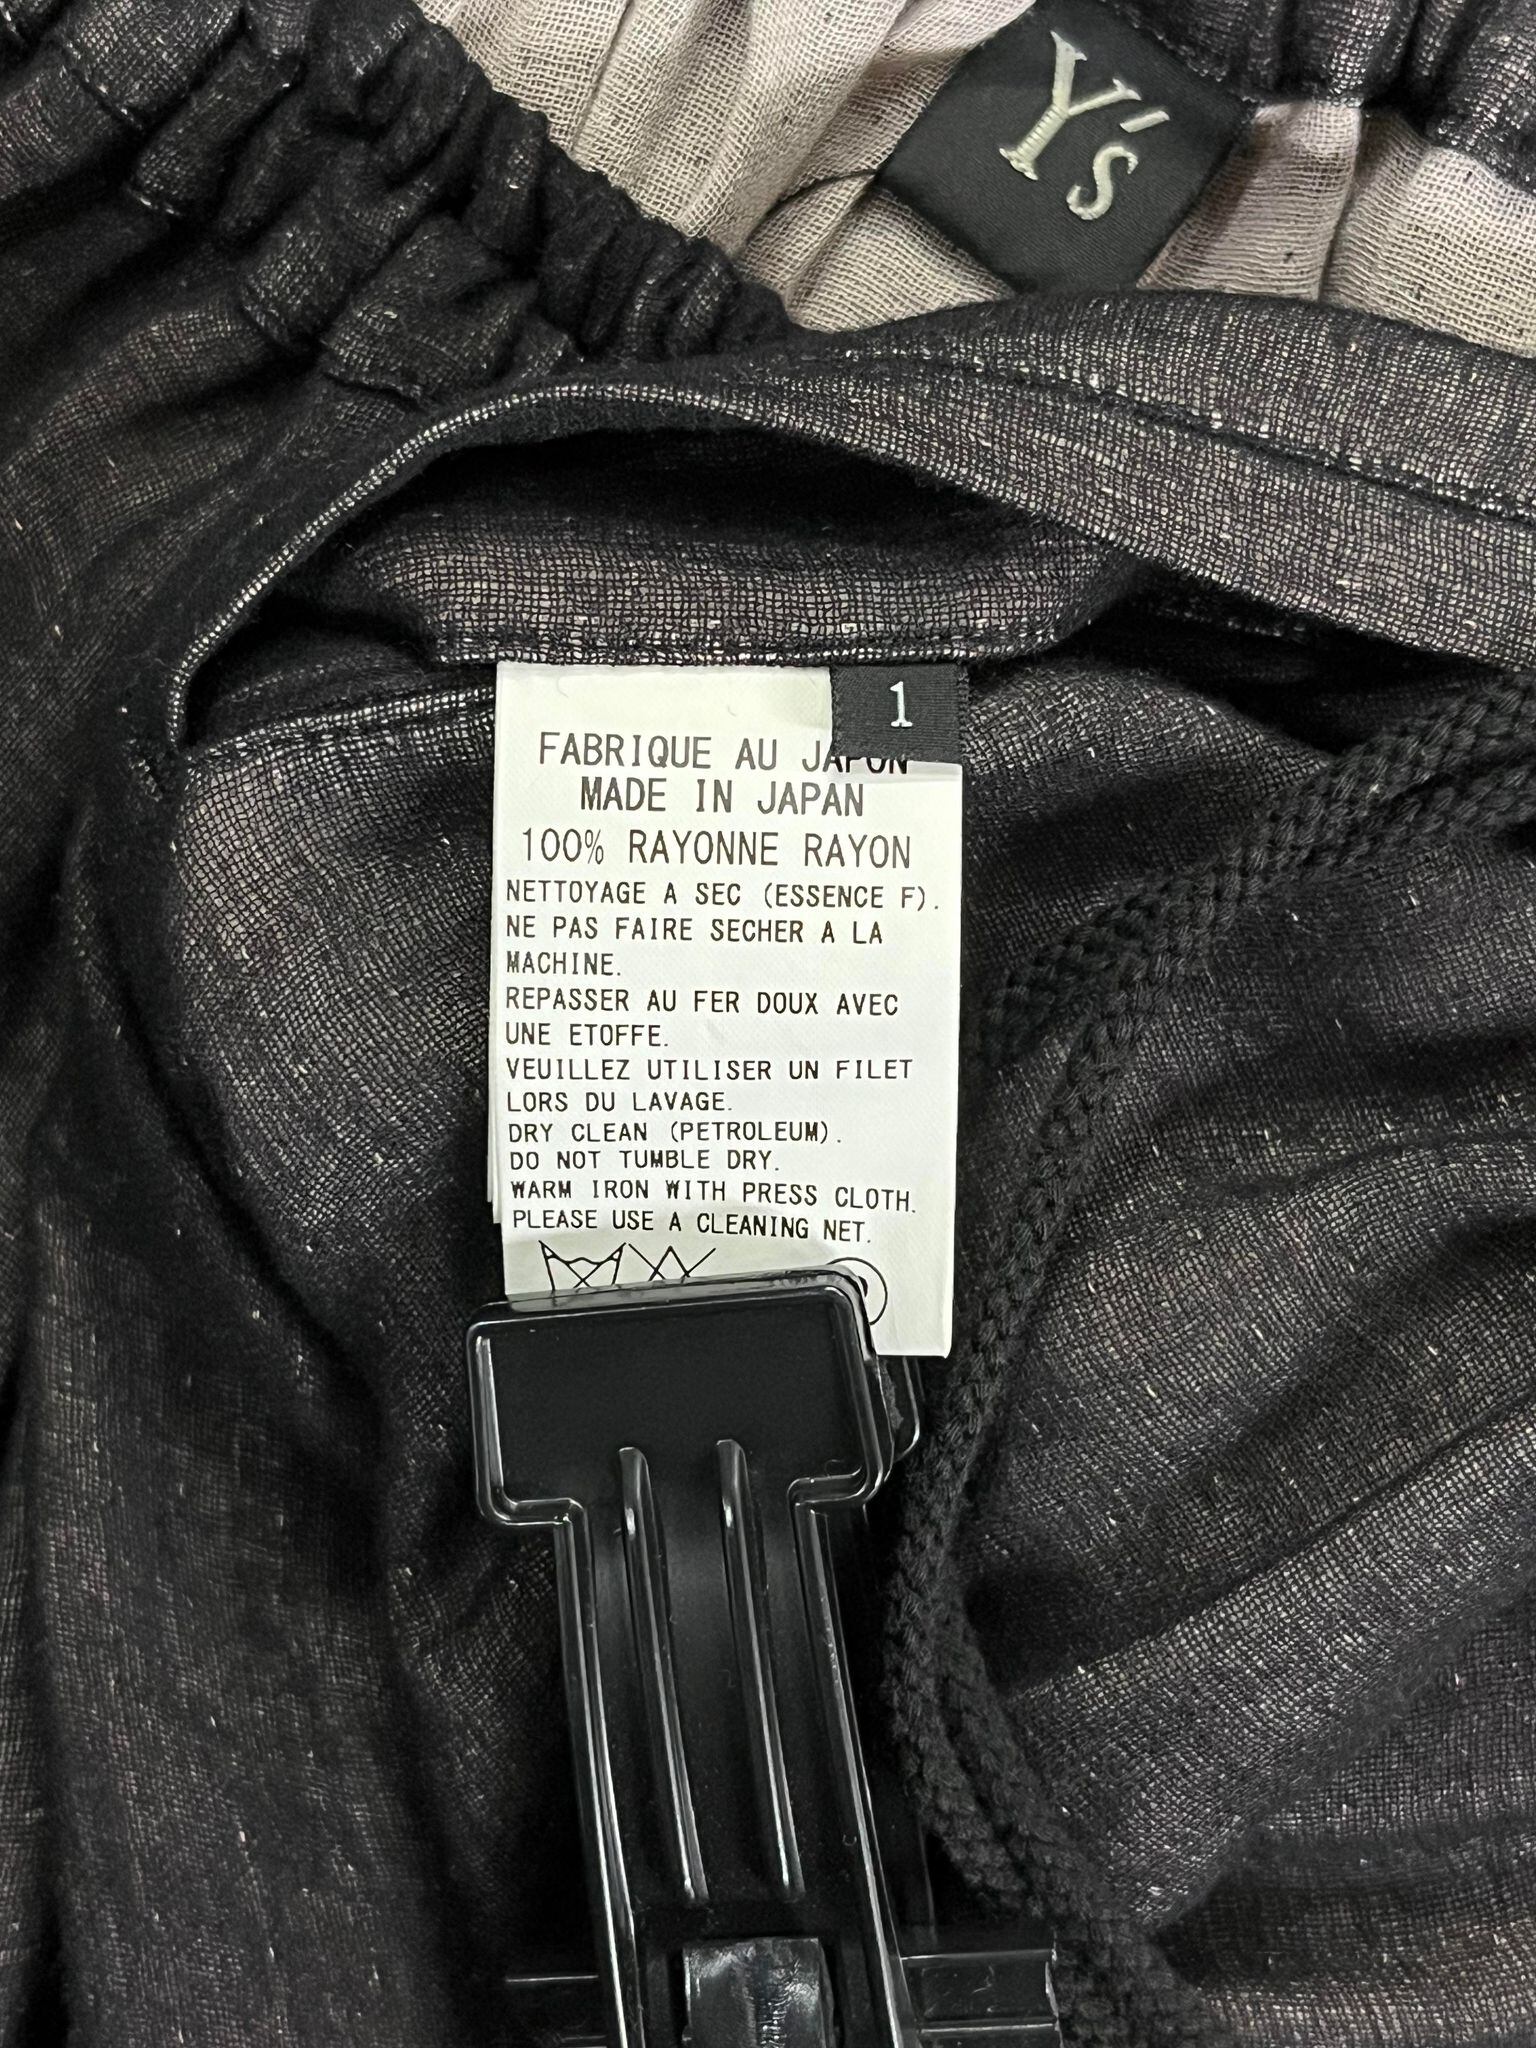 Y's
1
FABRIQUE AU JAPON
MADE IN JAPAN
100% RAYONNE RAYON
NETTOYAGE A SEC (ESSENCE F).
NE PAS FAIRE SECHER A LA
MACHINE.
REPASSER AU FER DOUX AVEC
UNE ETOFFE.
VEUILLEZ UTILISER UN FILET
LORS DU LAVAGE.
DRY CLEAN (PETROLEUM).
DO NOT TUMBLE DRY.
WARM IRON WITH PRESS CLOTH.
PLEASE USE A CLEANING NET.